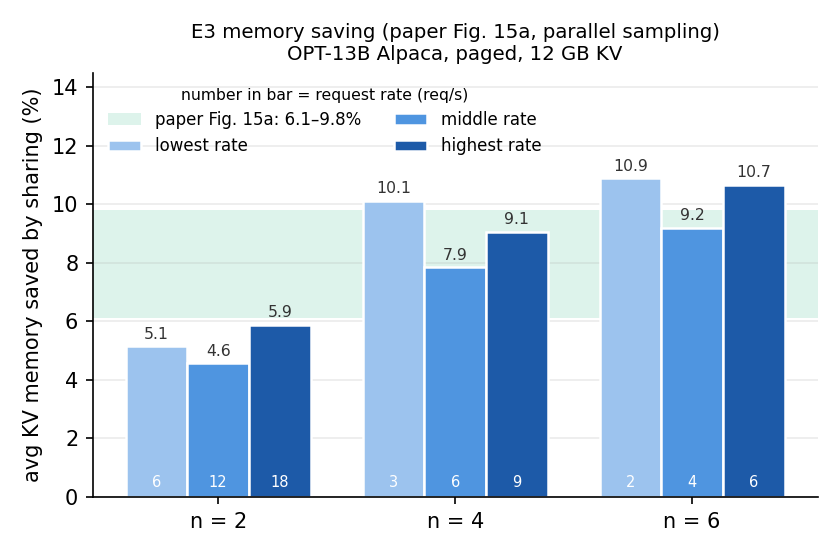 E3 memory saving (paper Fig. 15a, parallel sampling)
OPT-13B Alpaca, paged, 12 GB KV
number in bar = request rate (req/s)
paper Fig. 15a: 6.1–9.8%
lowest rate
middle rate
highest rate
avg KV memory saved by sharing (%)
14
12
10
8
6
4
2
0
5.1
4.6
5.9
10.1
7.9
9.1
10.9
9.2
10.7
6
12
18
3
6
9
2
4
6
n = 2
n = 4
n = 6